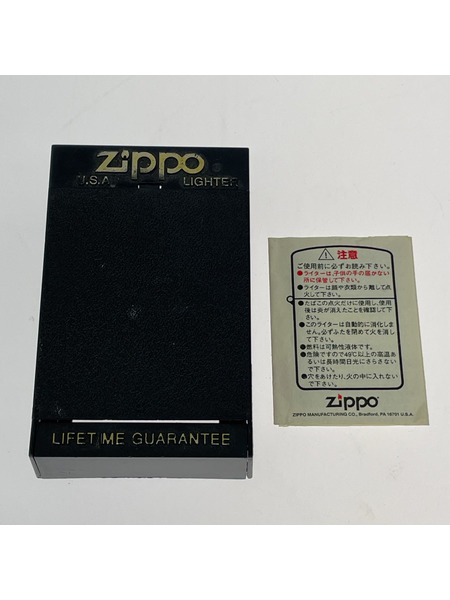 zippo
U.S.A. LIGHTER
LIFETIME GUARANTEE
注意
ご使用前に必ずお読み下さい。
●ライターは、子供の手の届かない
所に保管して下さい。
●ライターは顔や衣類から離して点
火して下さい。
●たばこの点火だけに使用し、使用
後は炎が消えたことを確認して
下さい。
●このライターは自動的に消化しま
せん。必ずふたを閉めて火を消し
て下さい。
●燃料は可燃性液体です。
●危険ですので49℃以上の高温あ
るいは長時間日光にさらさない
で下さい。
●穴をあけたり、火の中に入れない
で下さい。
zippo
ZIPPO MANUFACTURING CO., Bradford, PA 16701 U.S.A.